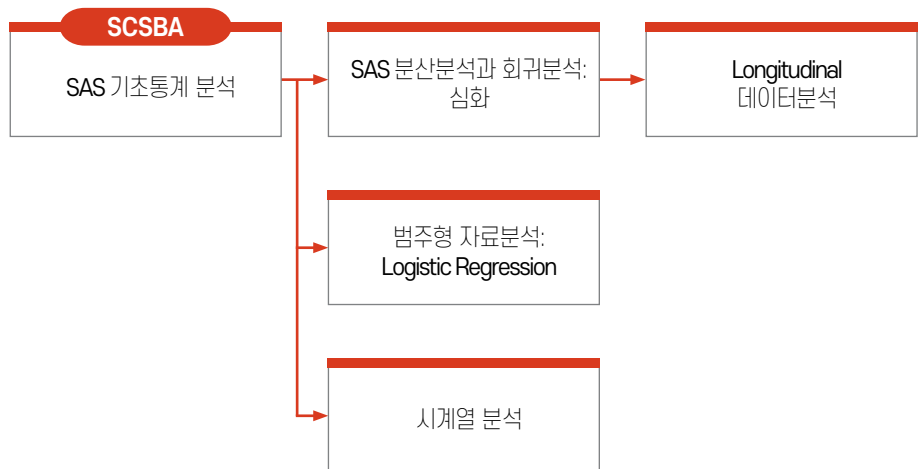 SCSBA
SAS 기초통계 분석
SAS 분산분석과 회귀분석:
심화
Longitudinal
데이터분석
범주형 자료분석:
Logistic Regression
시계열 분석